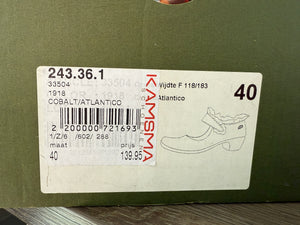 243.36.1
33504
1918
COBALT/ATLANTICO
2 200000 721693
1/Z/6 /602/ 288
maat prijs
40 139.95
KAMSMA
Wijdte F 118/183
Atlantico
40